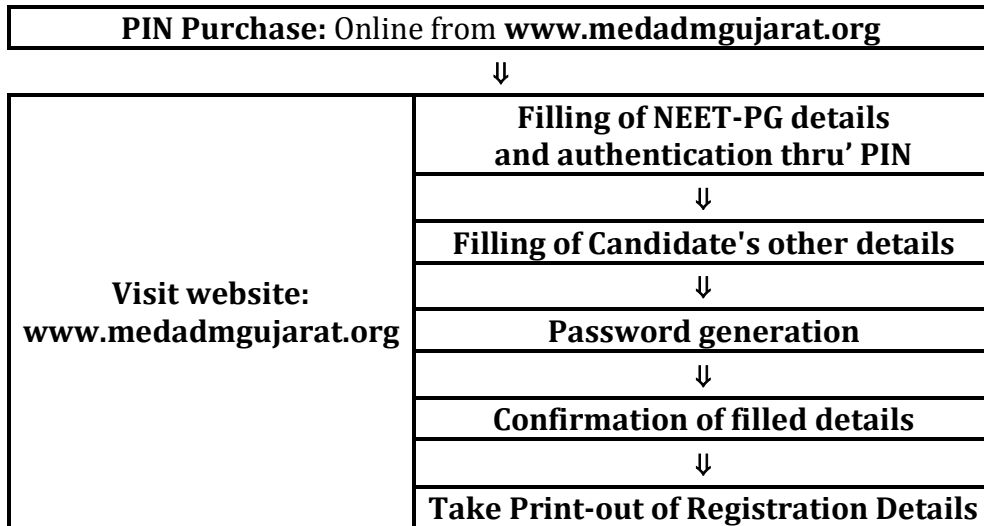 PIN Purchase: Online from www.medadmgujarat.org
⇓
Visit website:
www.medadmgujarat.org
Filling of NEET-PG details
and authentication thru’ PIN
⇓
Filling of Candidate's other details
⇓
Password generation
⇓
Confirmation of filled details
⇓
Take Print-out of Registration Details